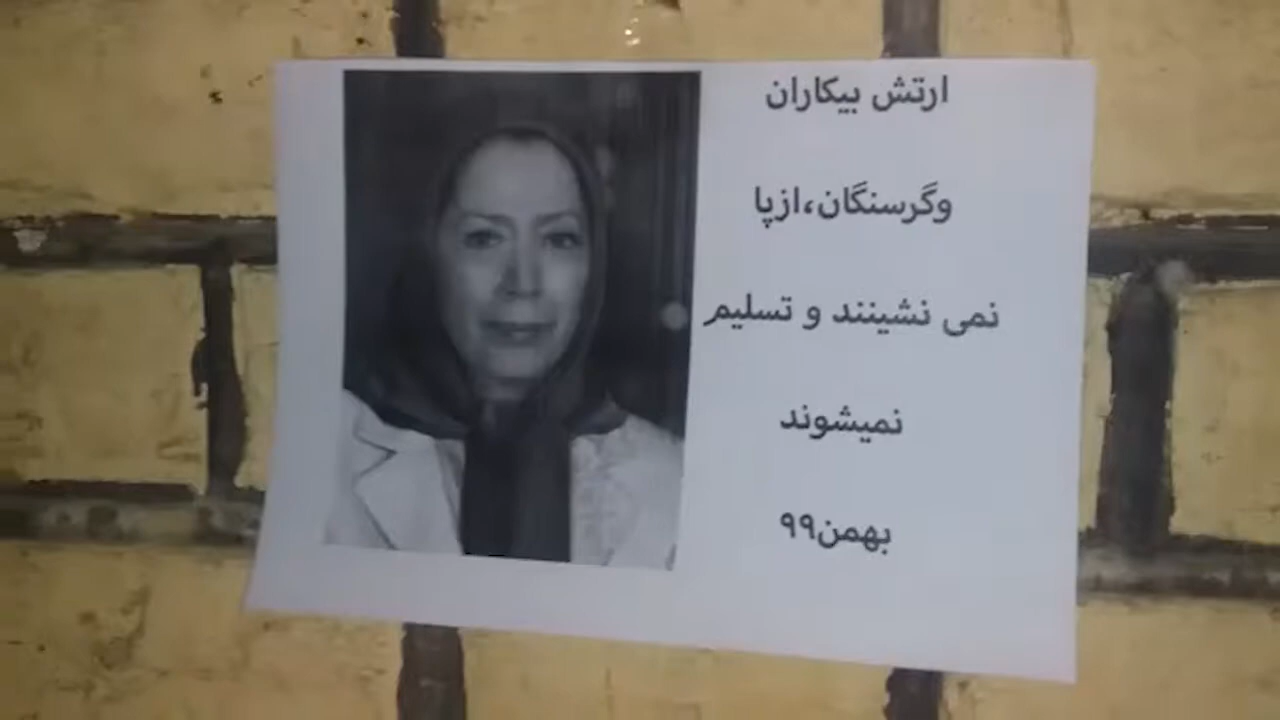 ارتش بیکاران
وگرسنگان،ازپا
نمی نشینند و تسلیم
نمیشوند
بهمن۹۹